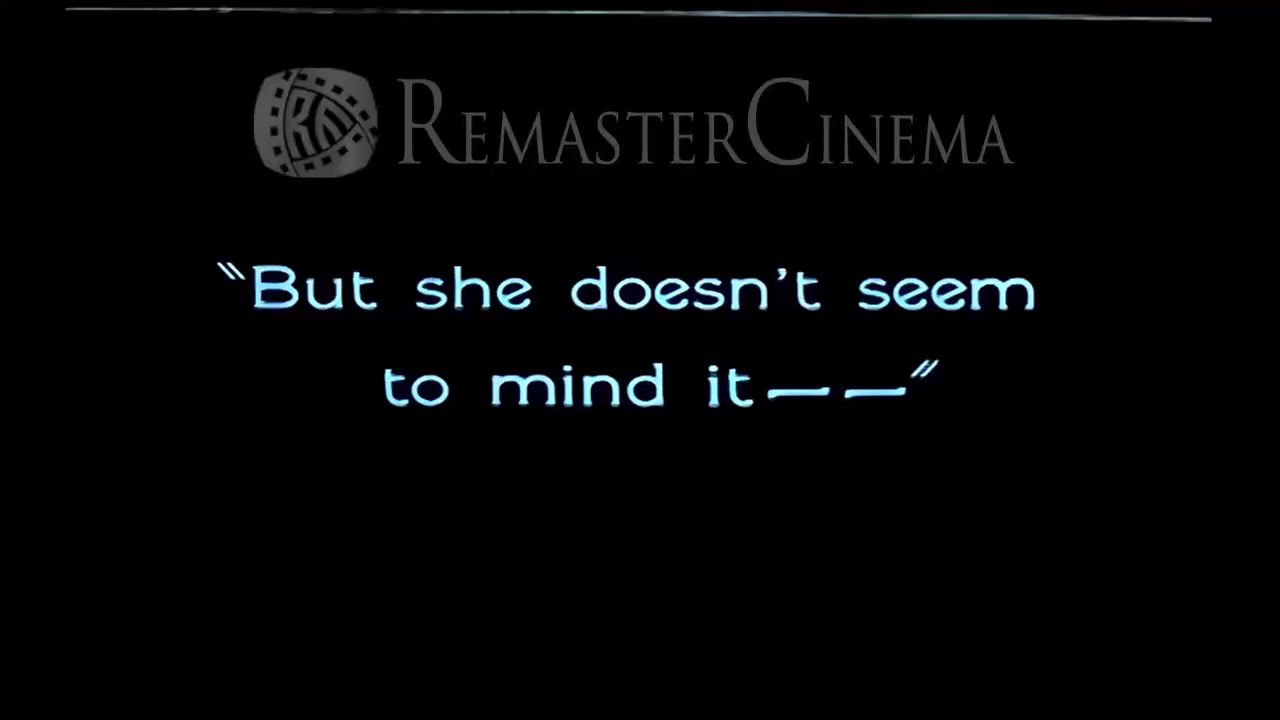 REMASTERCINEMA
"But she doesn't seem
to mind it — —"